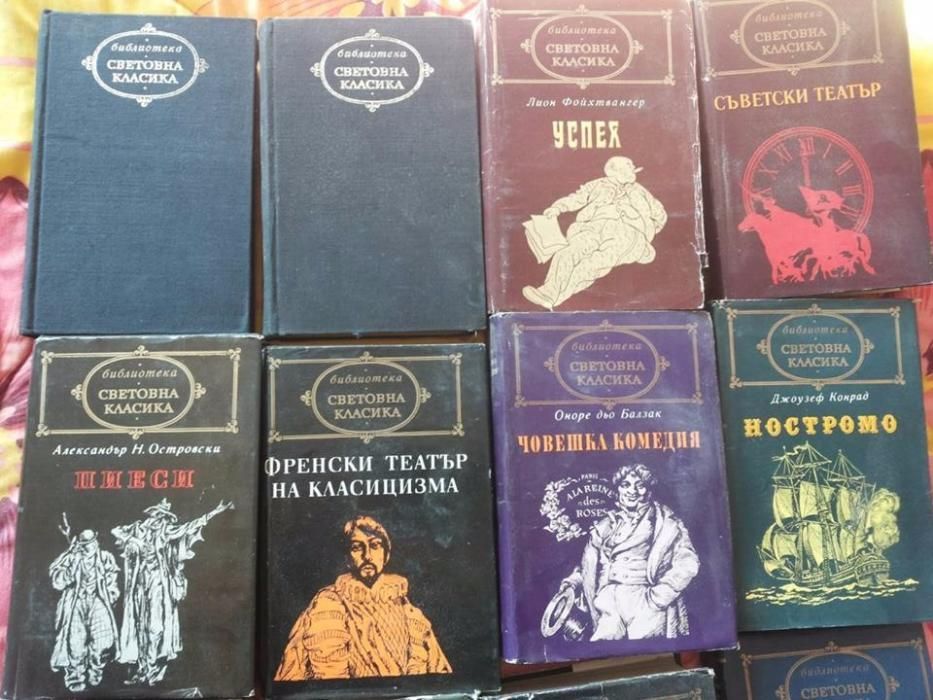 библиотека
СВЕТОВНА
КЛАСИКА
библиотека
СВЕТОВНА
КЛАСИКА
библиотека
СВЕТОВНА
КЛАСИКА
Лион Фойхтвангер
УСПЕХ
библиотека
СВЕТОВНА
КЛАСИКА
СЪВЕТСКИ ТЕАТЪР
библиотека
СВЕТОВНА
КЛАСИКА
Александър Н. Островски
ПИЕСИ
библиотека
СВЕТОВНА
КЛАСИКА
ФРЕНСКИ ТЕАТЪР
НА КЛАСИЦИЗМА
библиотека
СВЕТОВНА
КЛАСИКА
Оноре дьо Балзак
ЧОВЕШКА КОМЕДИЯ
PARIS
A LA REINE
des
ROSES
библиотека
СВЕТОВНА
КЛАСИКА
Джоузеф Конрад
НОСТРОМО
библиотека
библиотека
СВЕТОВНА